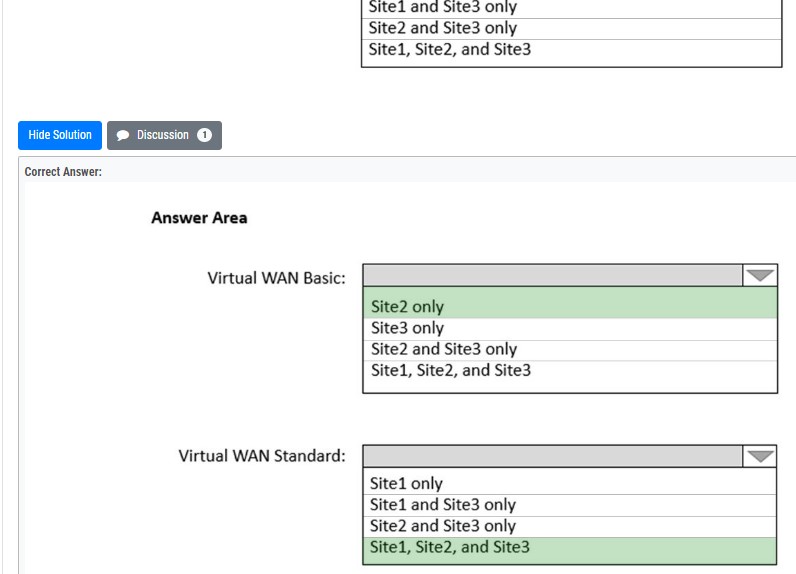 Site1 and Site3 only
Site2 and Site3 only
Site1, Site2, and Site3
Hide Solution
Discussion 1
Correct Answer:
Answer Area
Virtual WAN Basic:
Site2 only
Site3 only
Site2 and Site3 only
Site1, Site2, and Site3
Virtual WAN Standard:
Site1 only
Site1 and Site3 only
Site2 and Site3 only
Site1, Site2, and Site3